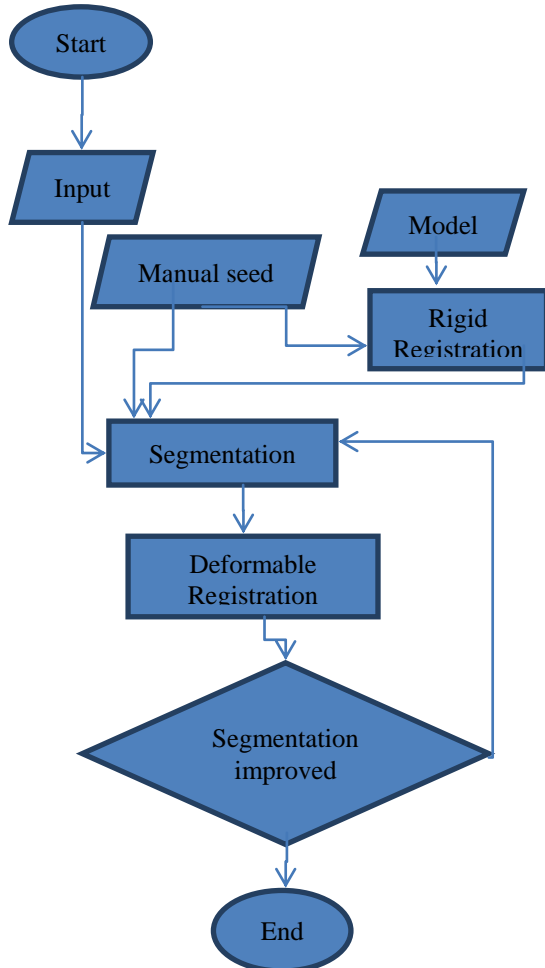 Start
Input
Model
Manual seed
Rigid
Registration
Segmentation
Deformable
Registration
Segmentation
improved
End